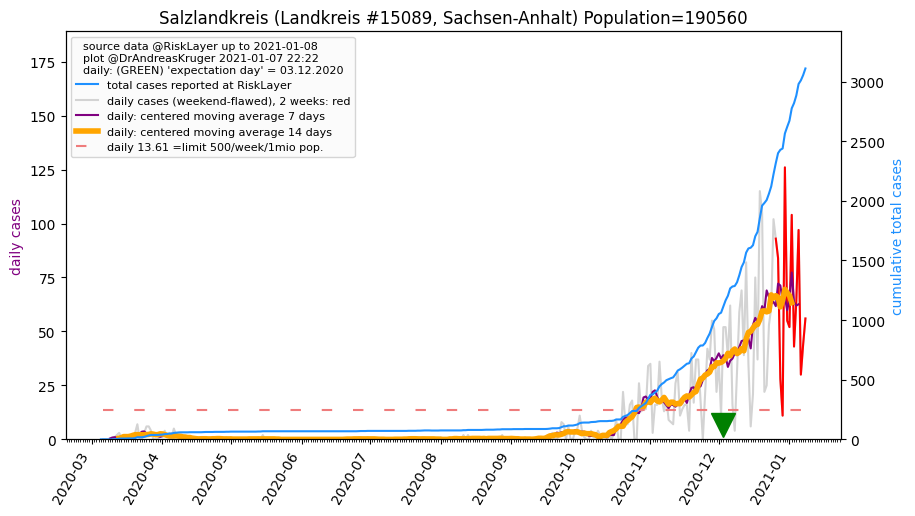 Salzlandkreis (Landkreis #15089, Sachsen-Anhalt) Population=190560
source data @RiskLayer up to 2021-01-08
plot @DrAndreasKruger 2021-01-07 22:22
daily: (GREEN) 'expectation day' = 03.12.2020
total cases reported at RiskLayer
daily cases (weekend-flawed), 2 weeks: red
daily: centered moving average 7 days
daily: centered moving average 14 days
daily 13.61 =limit 500/week/1mio pop.
daily cases
175
150
125
100
75
50
25
0
cumulative total cases
3000
2500
2000
1500
1000
500
0
2020-03
2020-04
2020-05
2020-06
2020-07
2020-08
2020-09
2020-10
2020-11
2020-12
2021-01